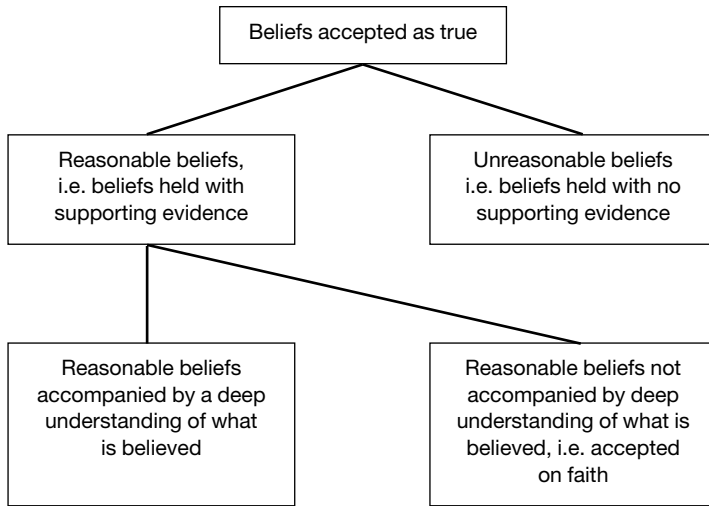 Beliefs accepted as true
Reasonable beliefs,
i.e. beliefs held with
supporting evidence
Unreasonable beliefs
i.e. beliefs held with no
supporting evidence
Reasonable beliefs
accompanied by a deep
understanding of what
is believed
Reasonable beliefs not
accompanied by deep
understanding of what is
believed, i.e. accepted
on faith